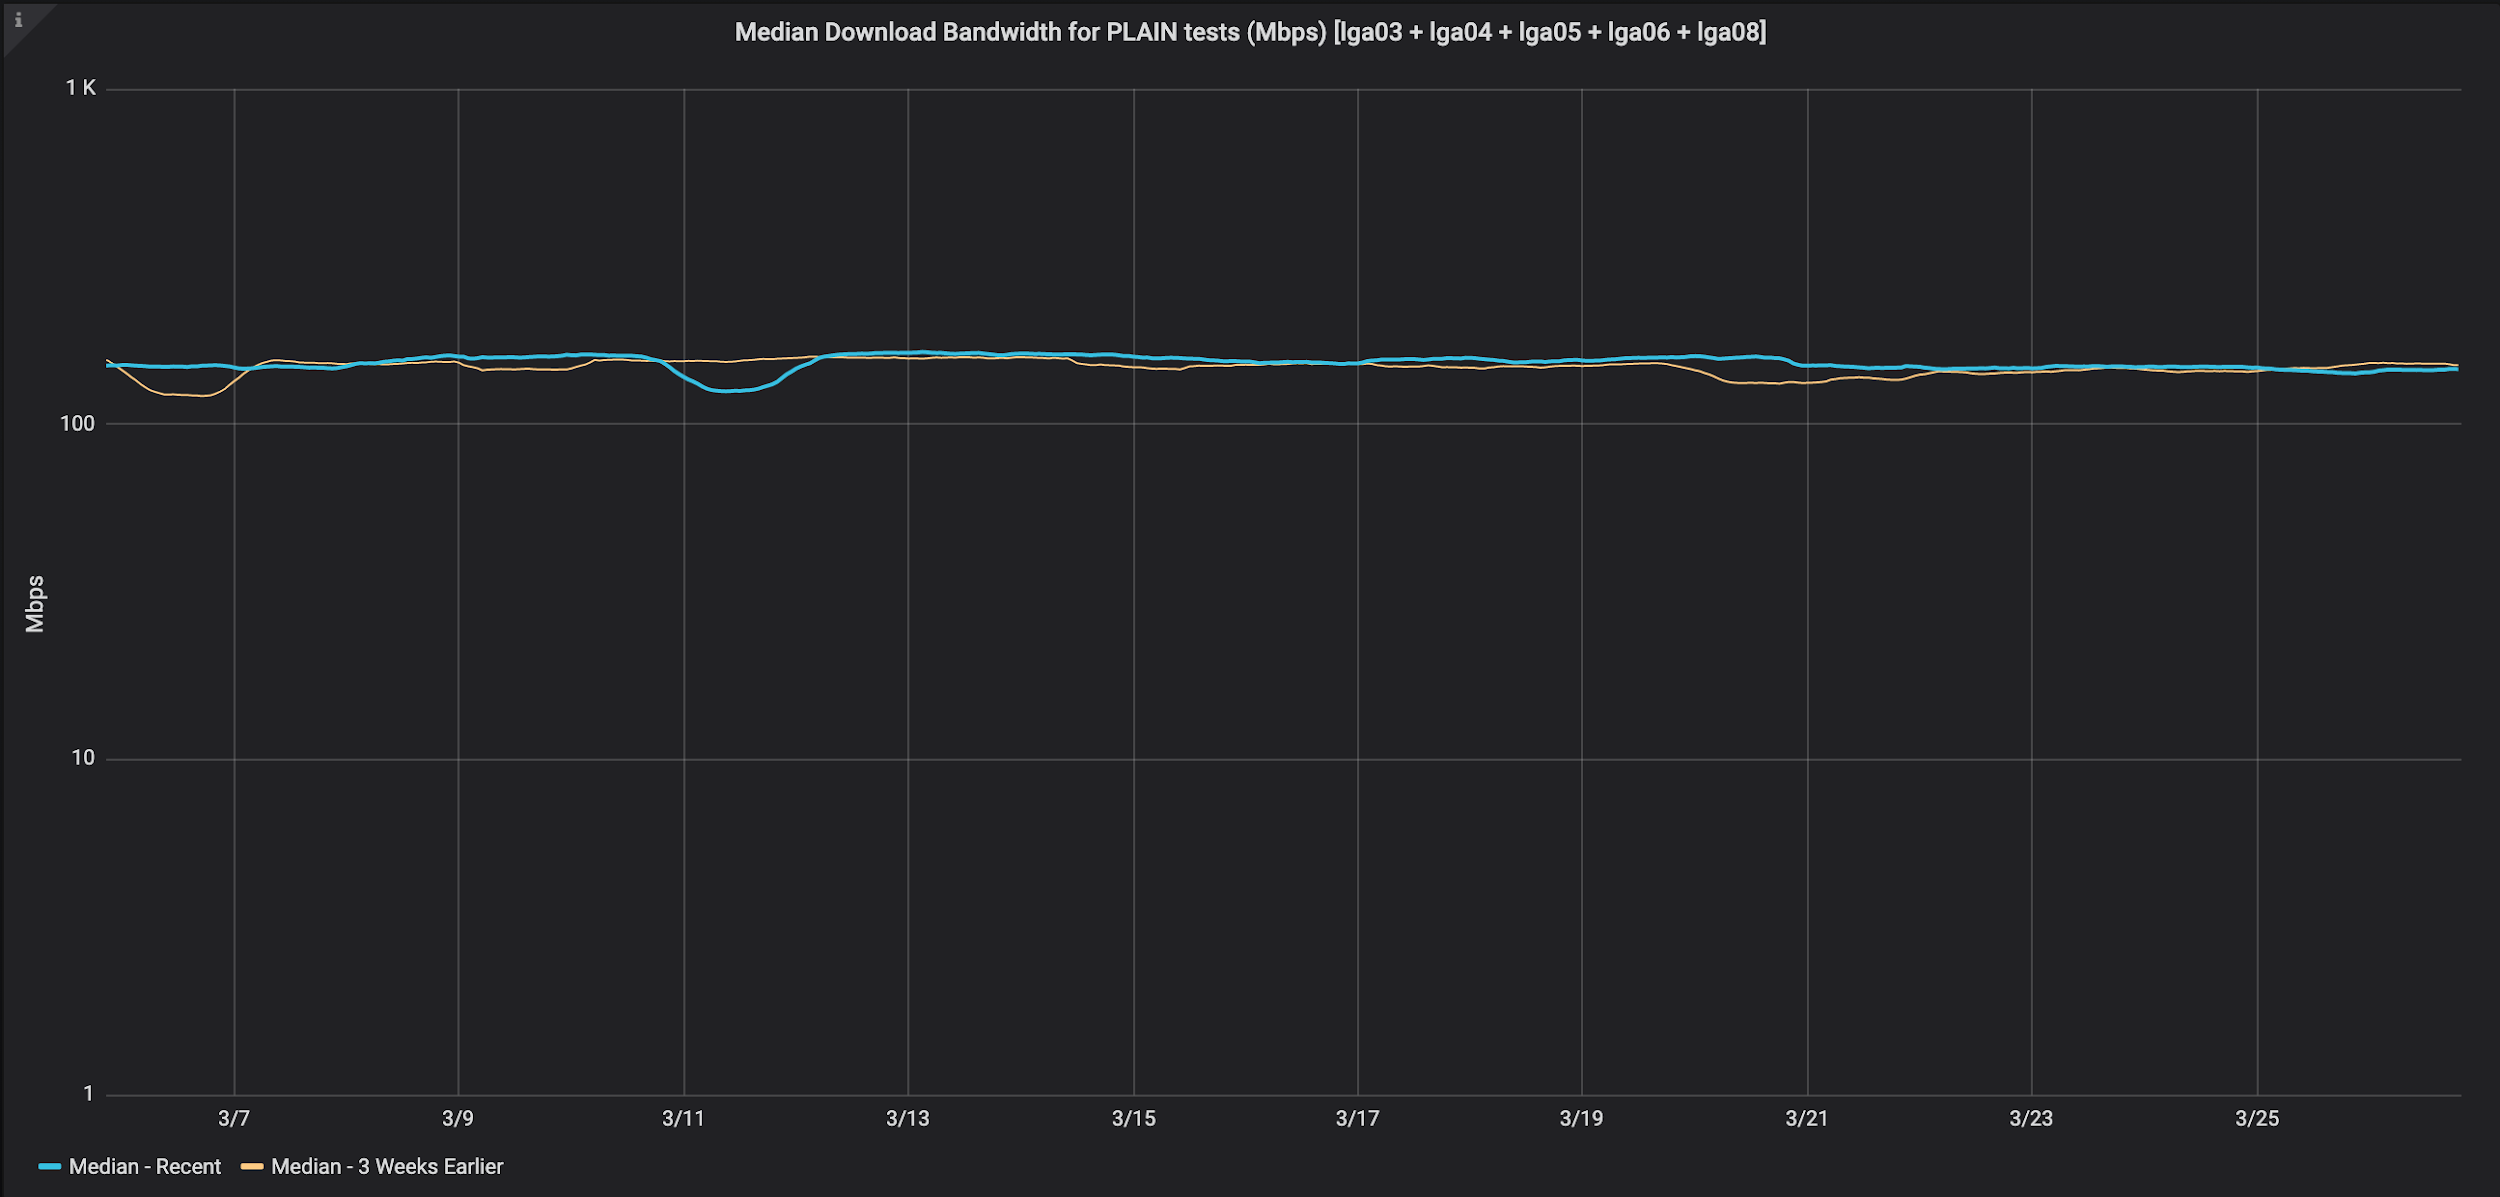 i
Median Download Bandwidth for PLAIN tests (Mbps) [lga03 + lga04 + lga05 + lga06 + lga08]
1 K
100
10
1
Mbps
3/7 3/9 3/11 3/13 3/15 3/17 3/19 3/21 3/23 3/25
Median - Recent Median - 3 Weeks Earlier